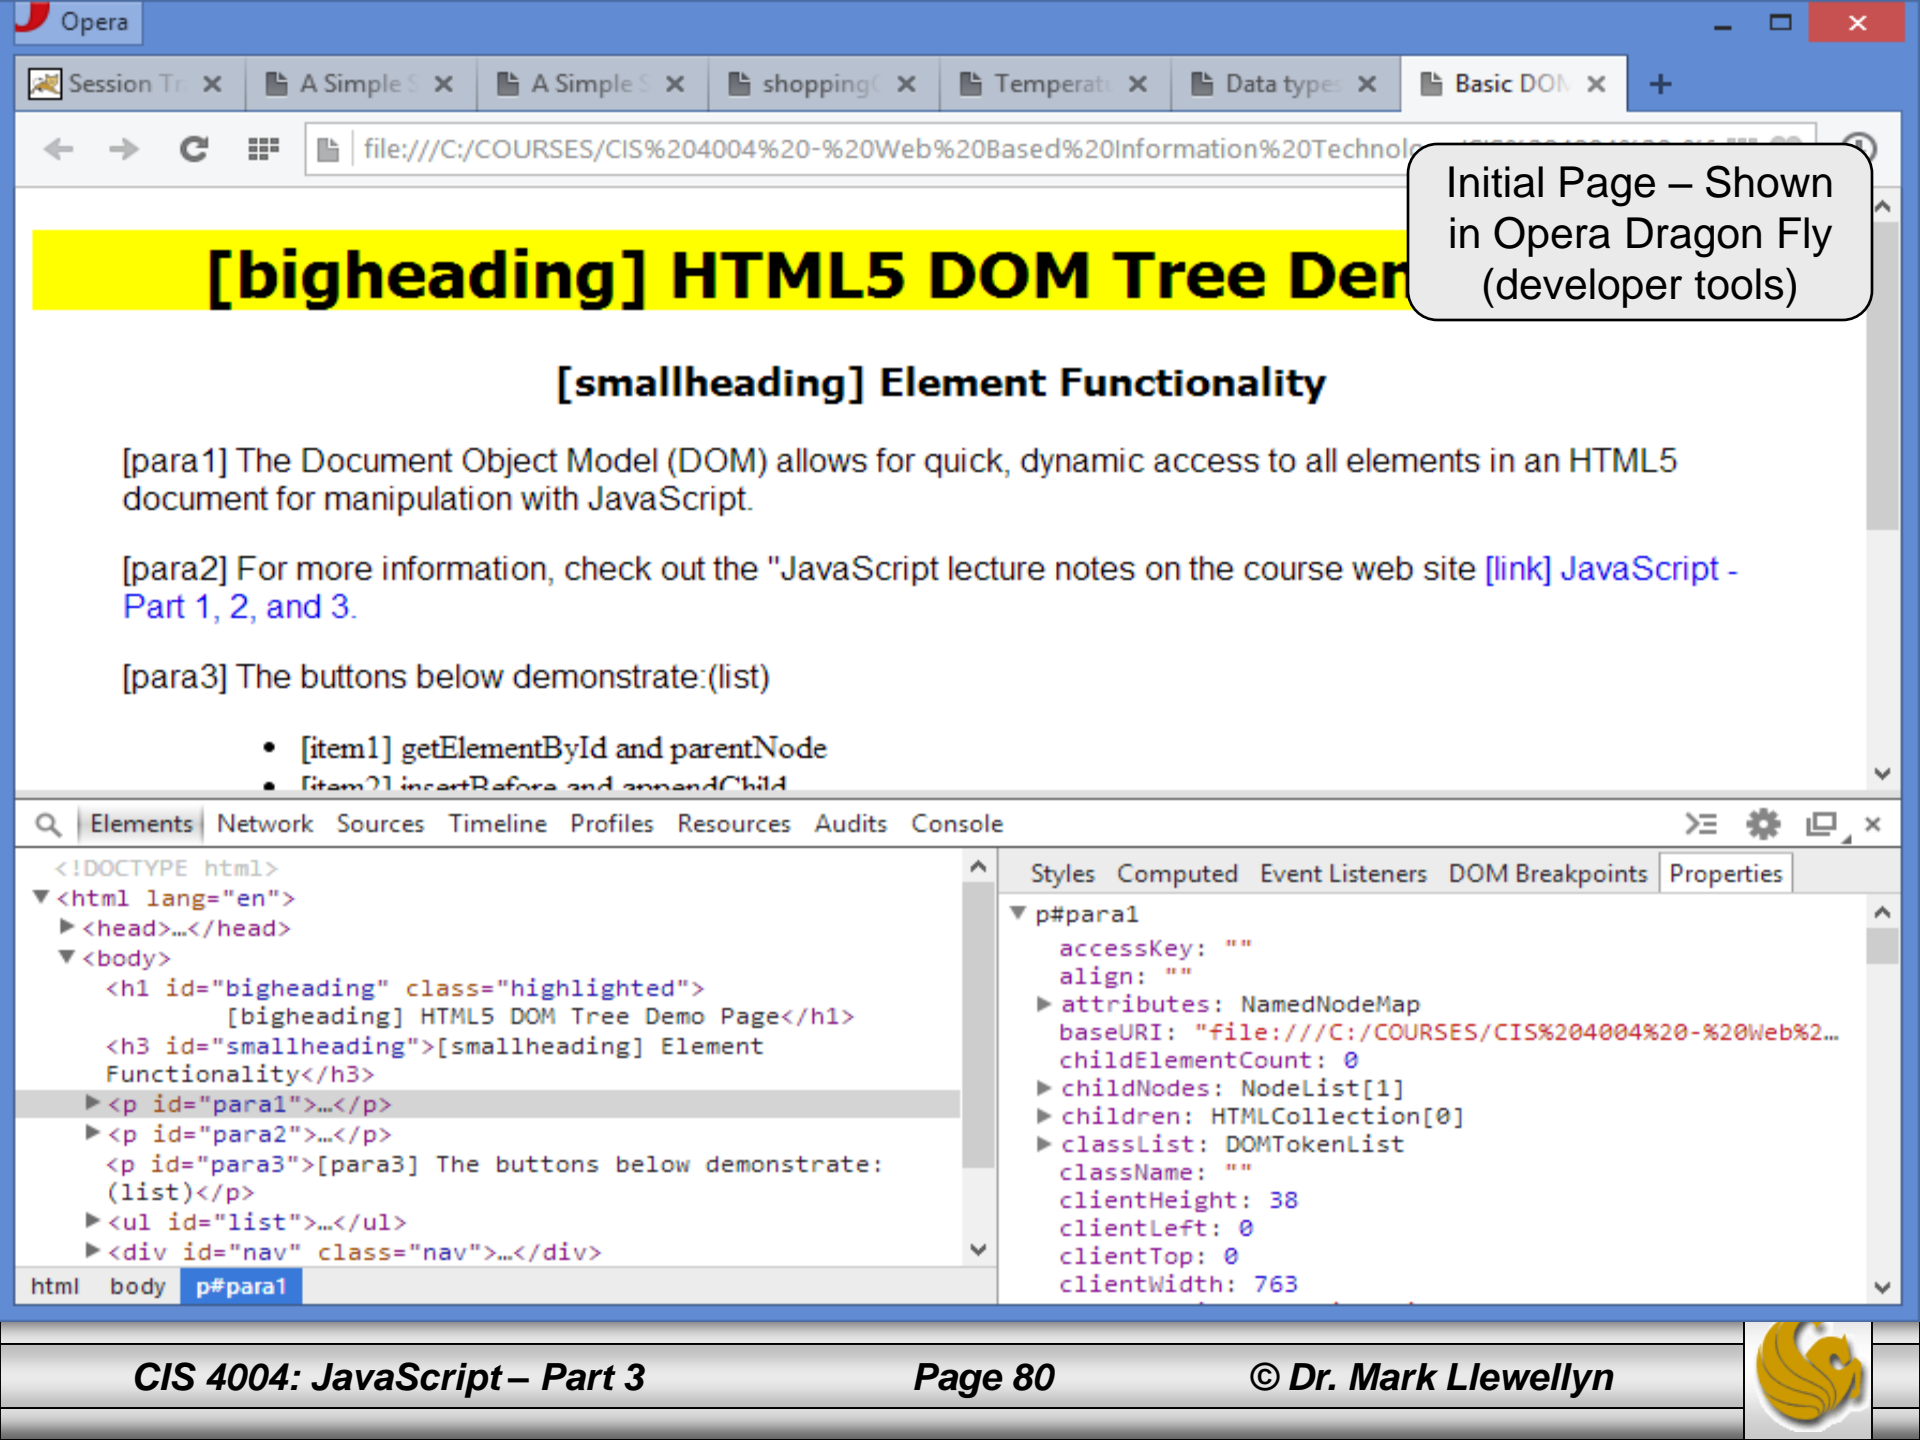 Opera
Session Tr
A Simple S
A Simple S
shopping
Temperat
Data types
Basic DOM
file:///C:/COURSES/CIS%204004%20-%20Web%20Based%20Information%20Technolo
Initial Page – Shown
in Opera Dragon Fly
(developer tools)
[bigheading] HTML5 DOM Tree Den
[smallheading] Element Functionality
[para1] The Document Object Model (DOM) allows for quick, dynamic access to all elements in an HTML5
document for manipulation with JavaScript.
[para2] For more information, check out the "JavaScript lecture notes on the course web site [link] JavaScript -
Part 1, 2, and 3.
[para3] The buttons below demonstrate:(list)
• [item1] getElementById and parentNode
• [item2] insertBefore and appendChild
Elements Network Sources Timeline Profiles Resources Audits Console
<!DOCTYPE html>
<html lang="en">
<head>…</head>
<body>
<h1 id="bigheading" class="highlighted">
[bigheading] HTML5 DOM Tree Demo Page</h1>
<h3 id="smallheading">[smallheading] Element
Functionality</h3>
<p id="para1">…</p>
<p id="para2">…</p>
<p id="para3">[para3] The buttons below demonstrate:
(list)</p>
<ul id="list">…</ul>
<div id="nav" class="nav">…</div>
html body p#para1
Styles Computed Event Listeners DOM Breakpoints Properties
p#para1
accessKey: ""
align: ""
attributes: NamedNodeMap
baseURI: "file:///C:/COURSES/CIS%204004%20-%20Web%2…
childElementCount: 0
childNodes: NodeList[1]
children: HTMLCollection[0]
classList: DOMTokenList
className: ""
clientHeight: 38
clientLeft: 0
clientTop: 0
clientWidth: 763
CIS 4004: JavaScript – Part 3
Page 80
© Dr. Mark Llewellyn